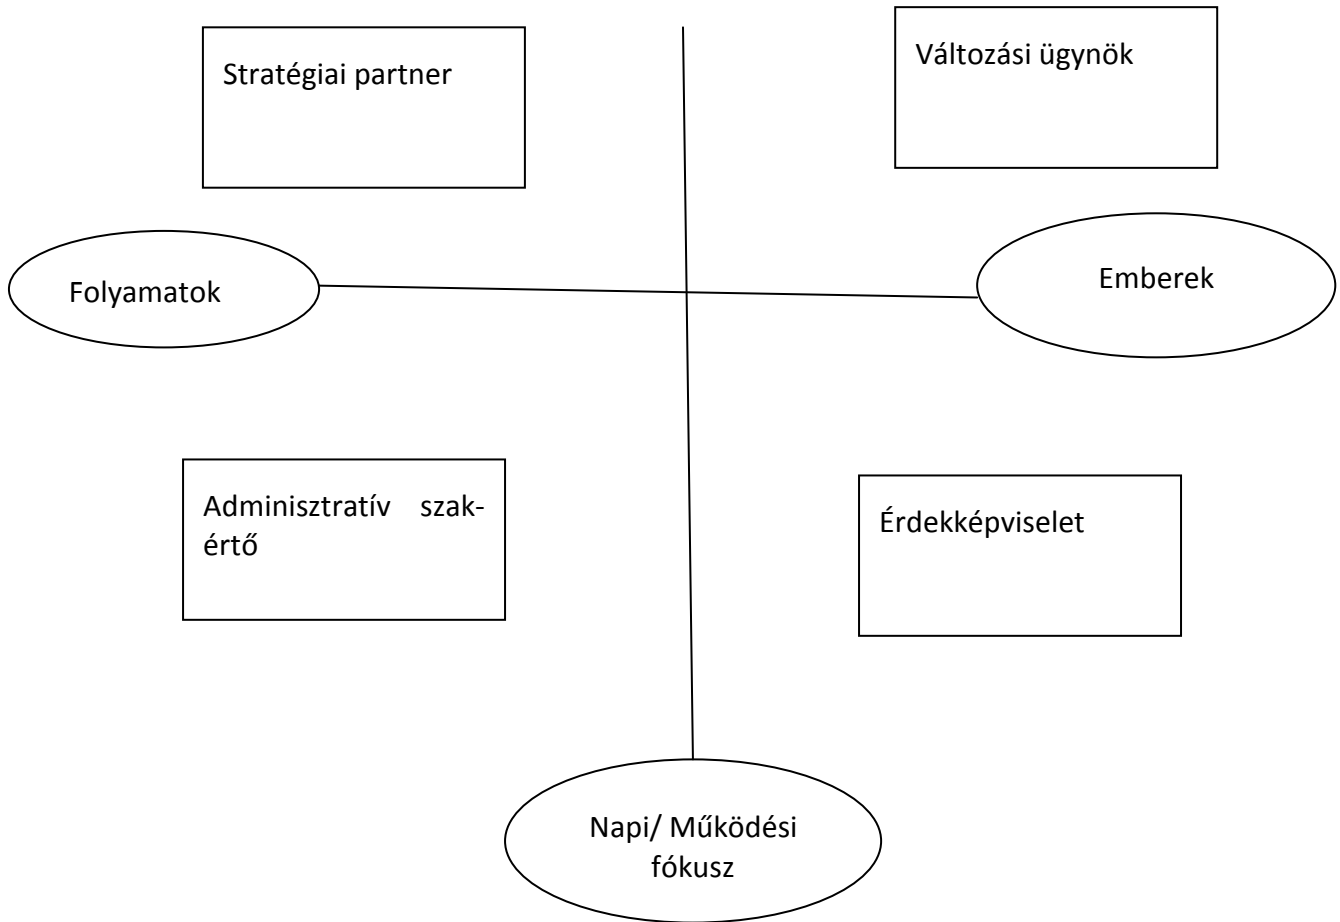 Stratégiai partner
Változási ügynök
Folyamatok
Emberek
Adminisztratív szak-
értő
Érdekképviselet
Napi/ Működési
fókusz